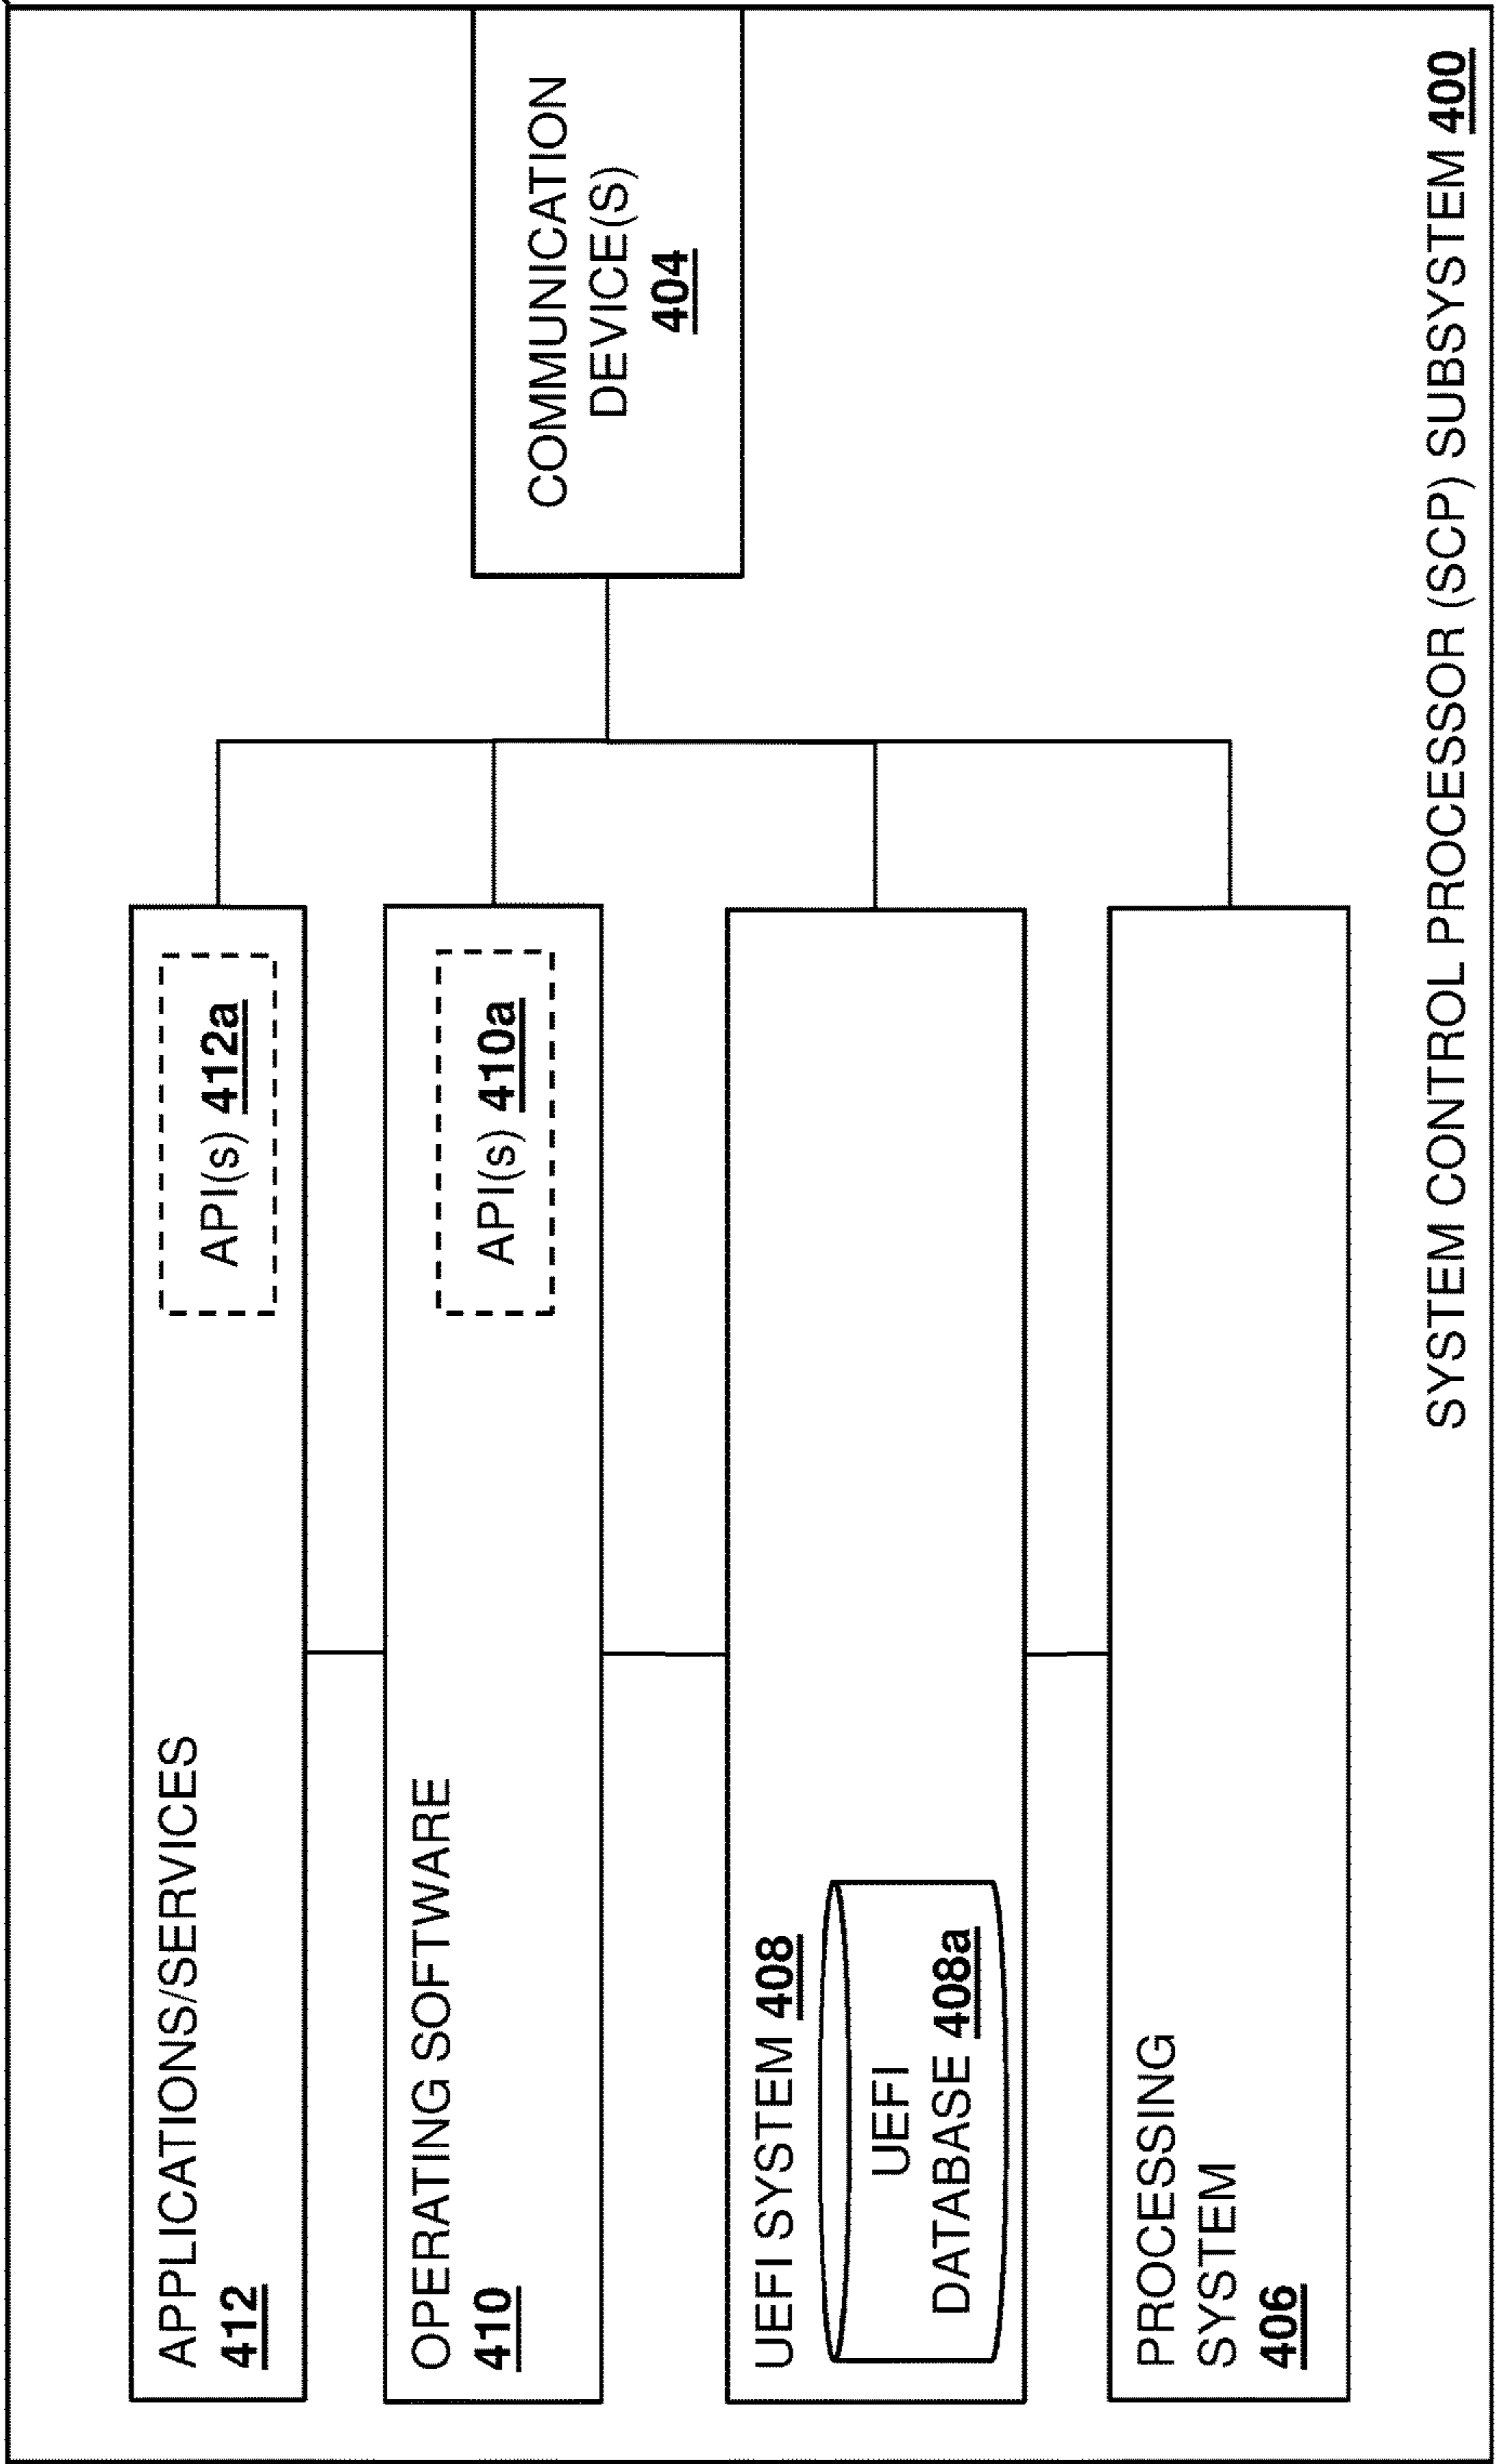 APPLICATIONS/SERVICES
412
API(s) 412a
OPERATING SOFTWARE
410
API(s) 410a
COMMUNICATION
DEVICE(S)
404
UEFI SYSTEM 408
UEFI
DATABASE 408a
PROCESSING
SYSTEM
406
SYSTEM CONTROL PROCESSOR (SCP) SUBSYSTEM 400